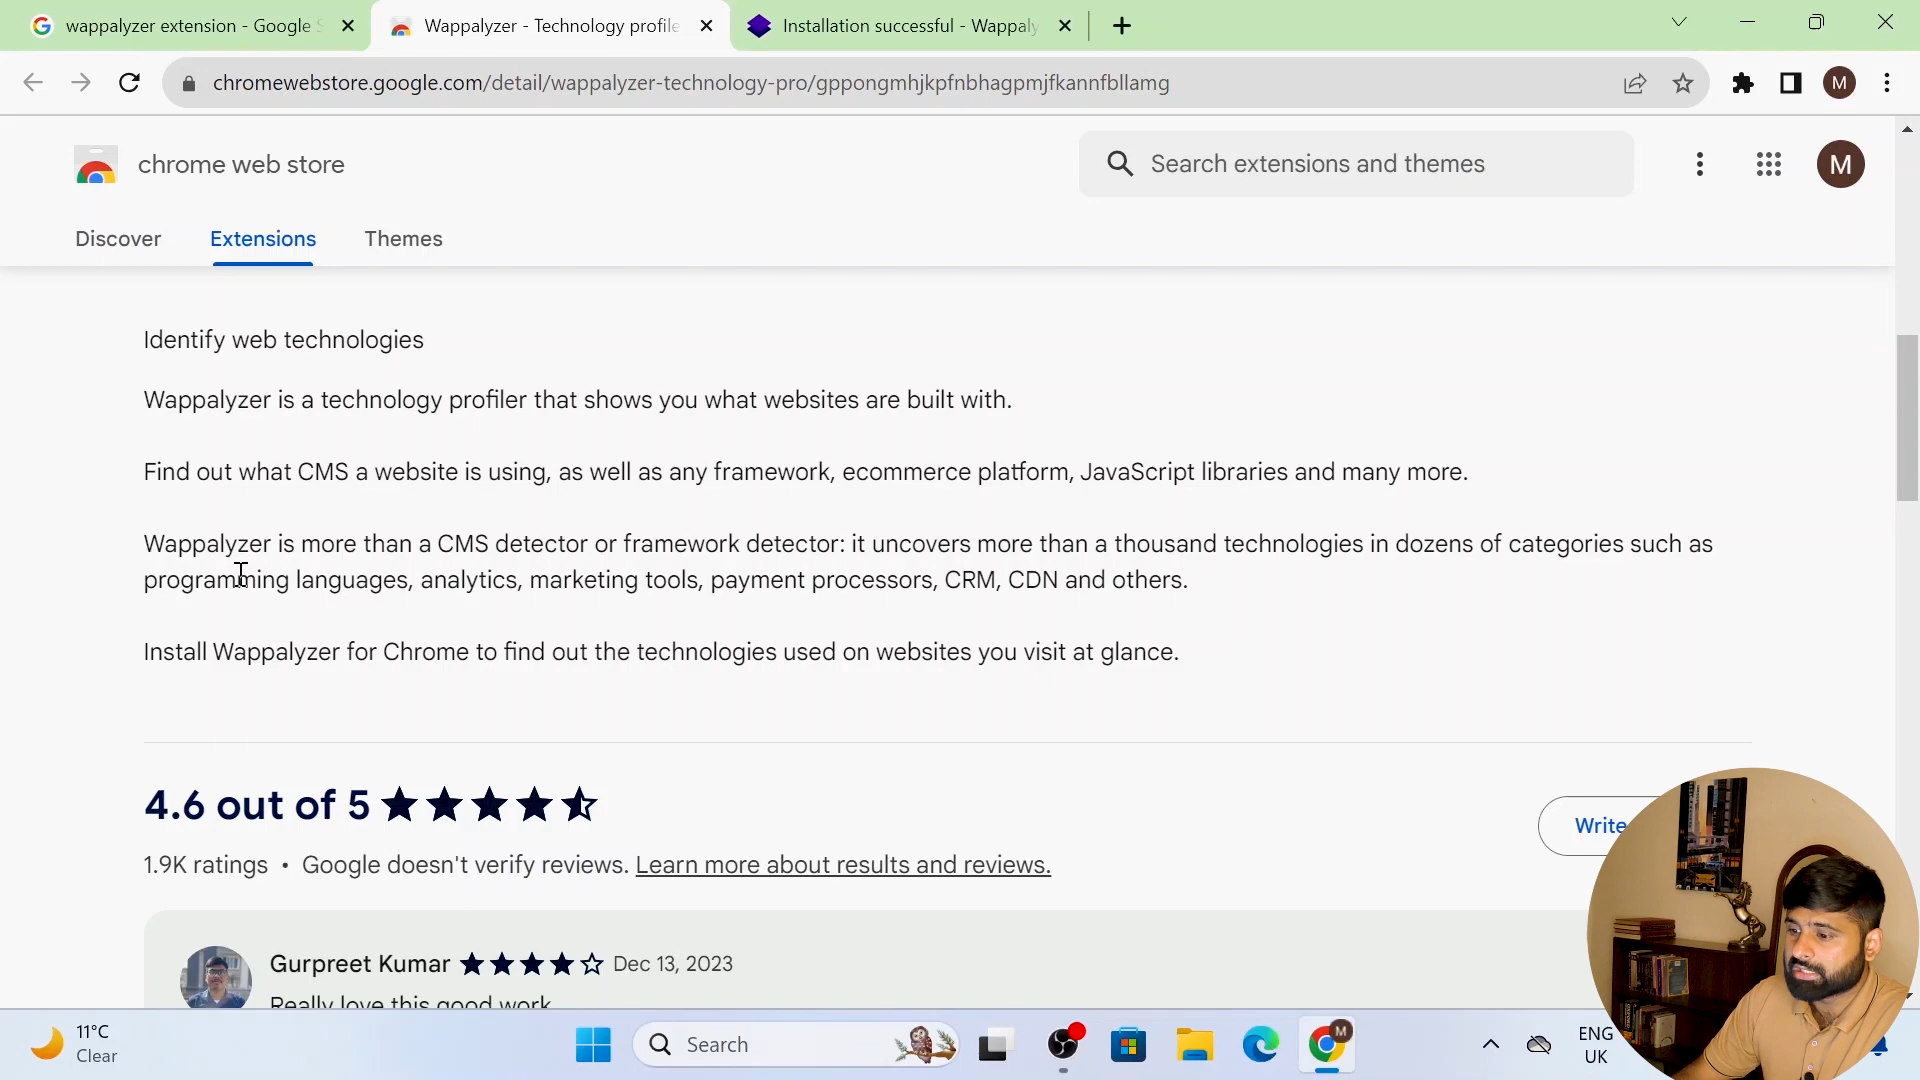 wappalyzer extension - Google S
Wappalyzer - Technology profile
Installation successful - Wappaly
chromewebstore.google.com/detail/wappalyzer-technology-pro/gppongmhjkpfnbhagpmjfkannfbllamg
M
chrome web store
Search extensions and themes
M
Discover
Extensions
Themes
Identify web technologies
Wappalyzer is a technology profiler that shows you what websites are built with.
Find out what CMS a website is using, as well as any framework, ecommerce platform, JavaScript libraries and many more.
Wappalyzer is more than a CMS detector or framework detector: it uncovers more than a thousand technologies in dozens of categories such as
programming languages, analytics, marketing tools, payment processors, CRM, CDN and others.
Install Wappalyzer for Chrome to find out the technologies used on websites you visit at glance.
4.6 out of 5
Write
1.9K ratings • Google doesn't verify reviews. Learn more about results and reviews.
Gurpreet Kumar
Dec 13, 2023
Really love this good work
11°C
Clear
Search
M
ENG
UK